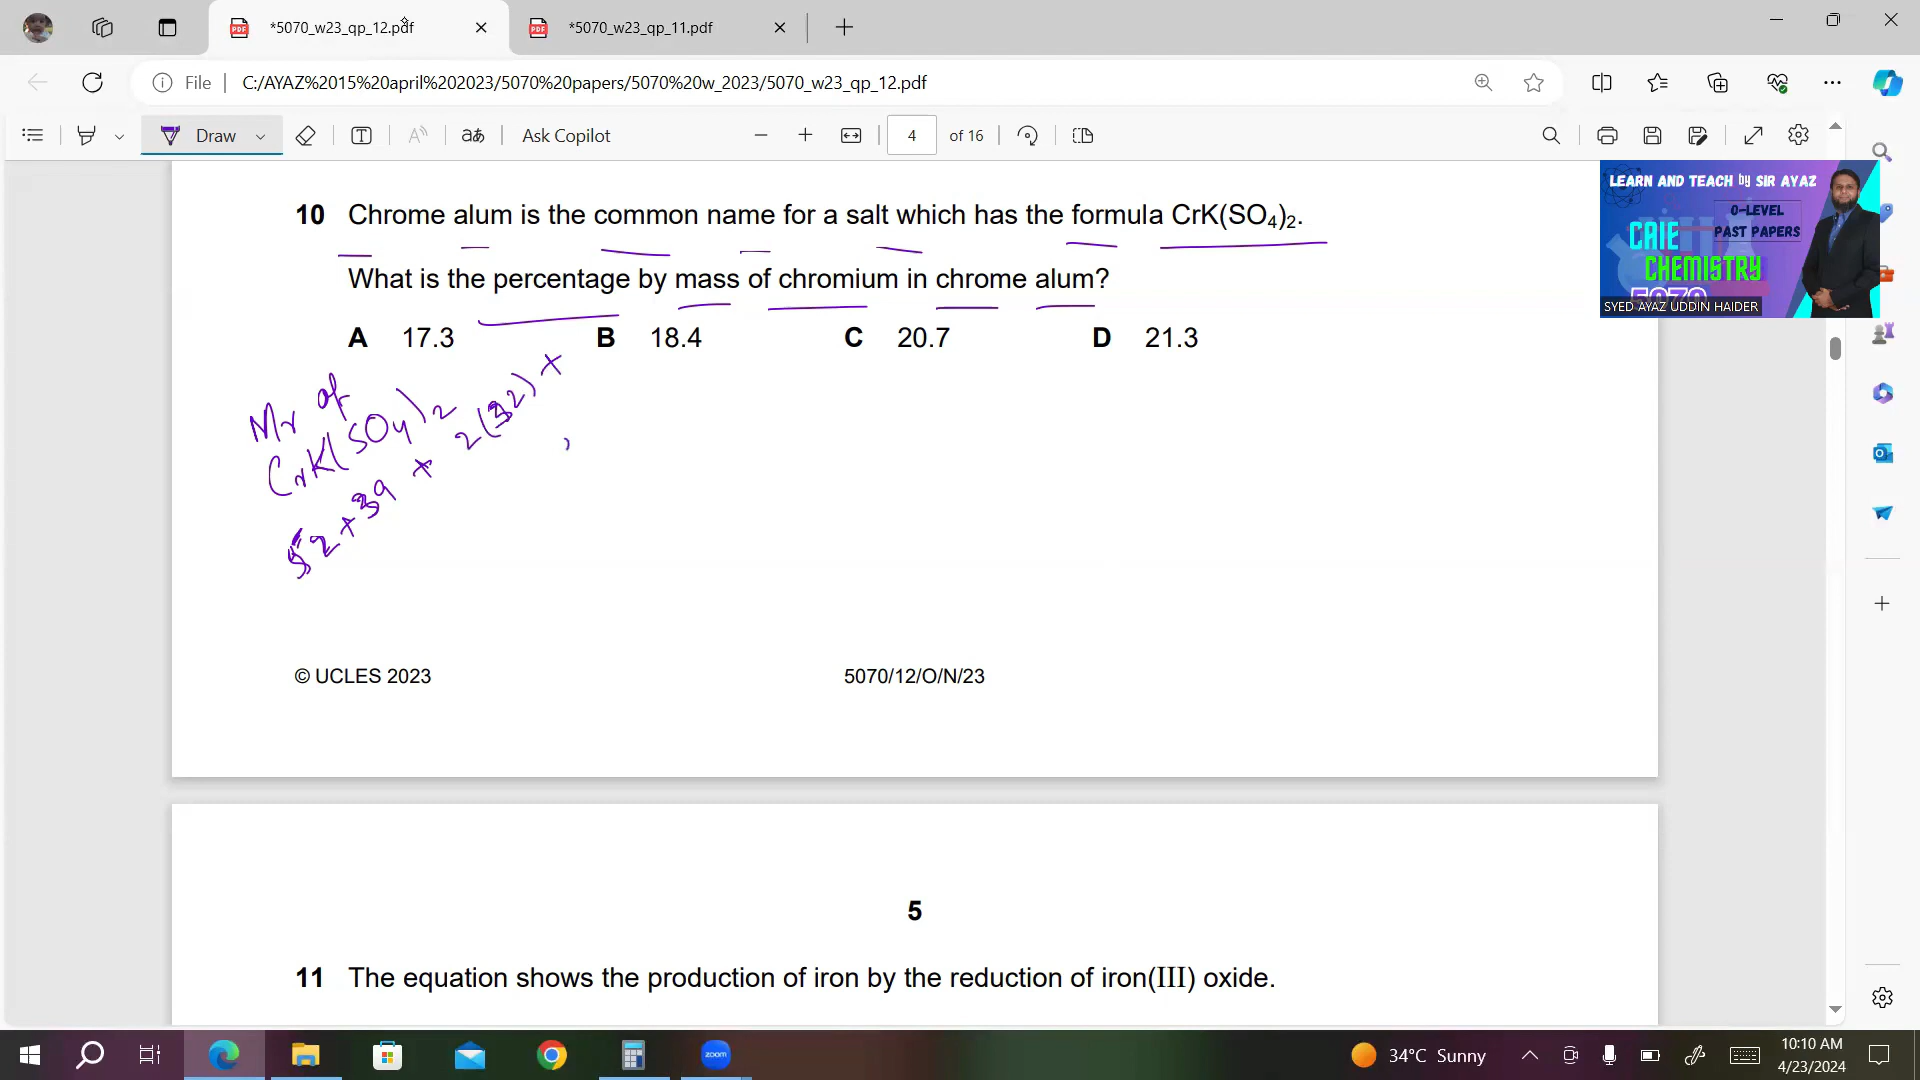 *5070_w23_qp_12.pdf
*5070_w23_qp_11.pdf
File
C:/AYAZ%2015%20april%202023/5070%20papers/5070%20w_2023/5070_w23_qp_12.pdf
Draw
aあ
Ask Copilot
4
of 16
LEARN AND TEACH by SIR AYAZ
O-LEVEL
PAST PAPERS
CAIE
CHEMISTRY
5070
SYED AYAZ UDDIN HAIDER
10 Chrome alum is the common name for a salt which has the formula CrK(SO₄)₂.
What is the percentage by mass of chromium in chrome alum?
A 17.3 B 18.4 C 20.7 D 21.3
Mr of
CrK(SO4)2
52+39 + 2(32) +
© UCLES 2023
5070/12/O/N/23
5
11 The equation shows the production of iron by the reduction of iron(III) oxide.
zoom
34°C Sunny
10:10 AM
4/23/2024